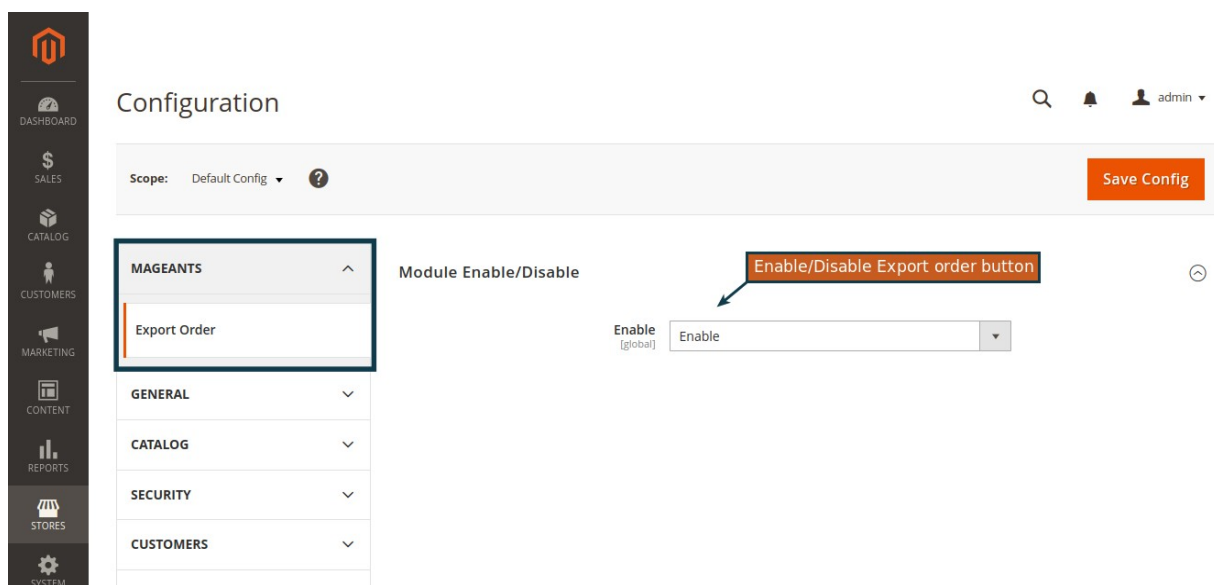 DASHBOARD
SALES
CATALOG
CUSTOMERS
MARKETING
CONTENT
REPORTS
STORES
SYSTEM
Configuration
admin
Scope: Default Config
Save Config
MAGEANTS
Export Order
GENERAL
CATALOG
SECURITY
CUSTOMERS
Module Enable/Disable
Enable/Disable Export order button
Enable
[global]
Enable